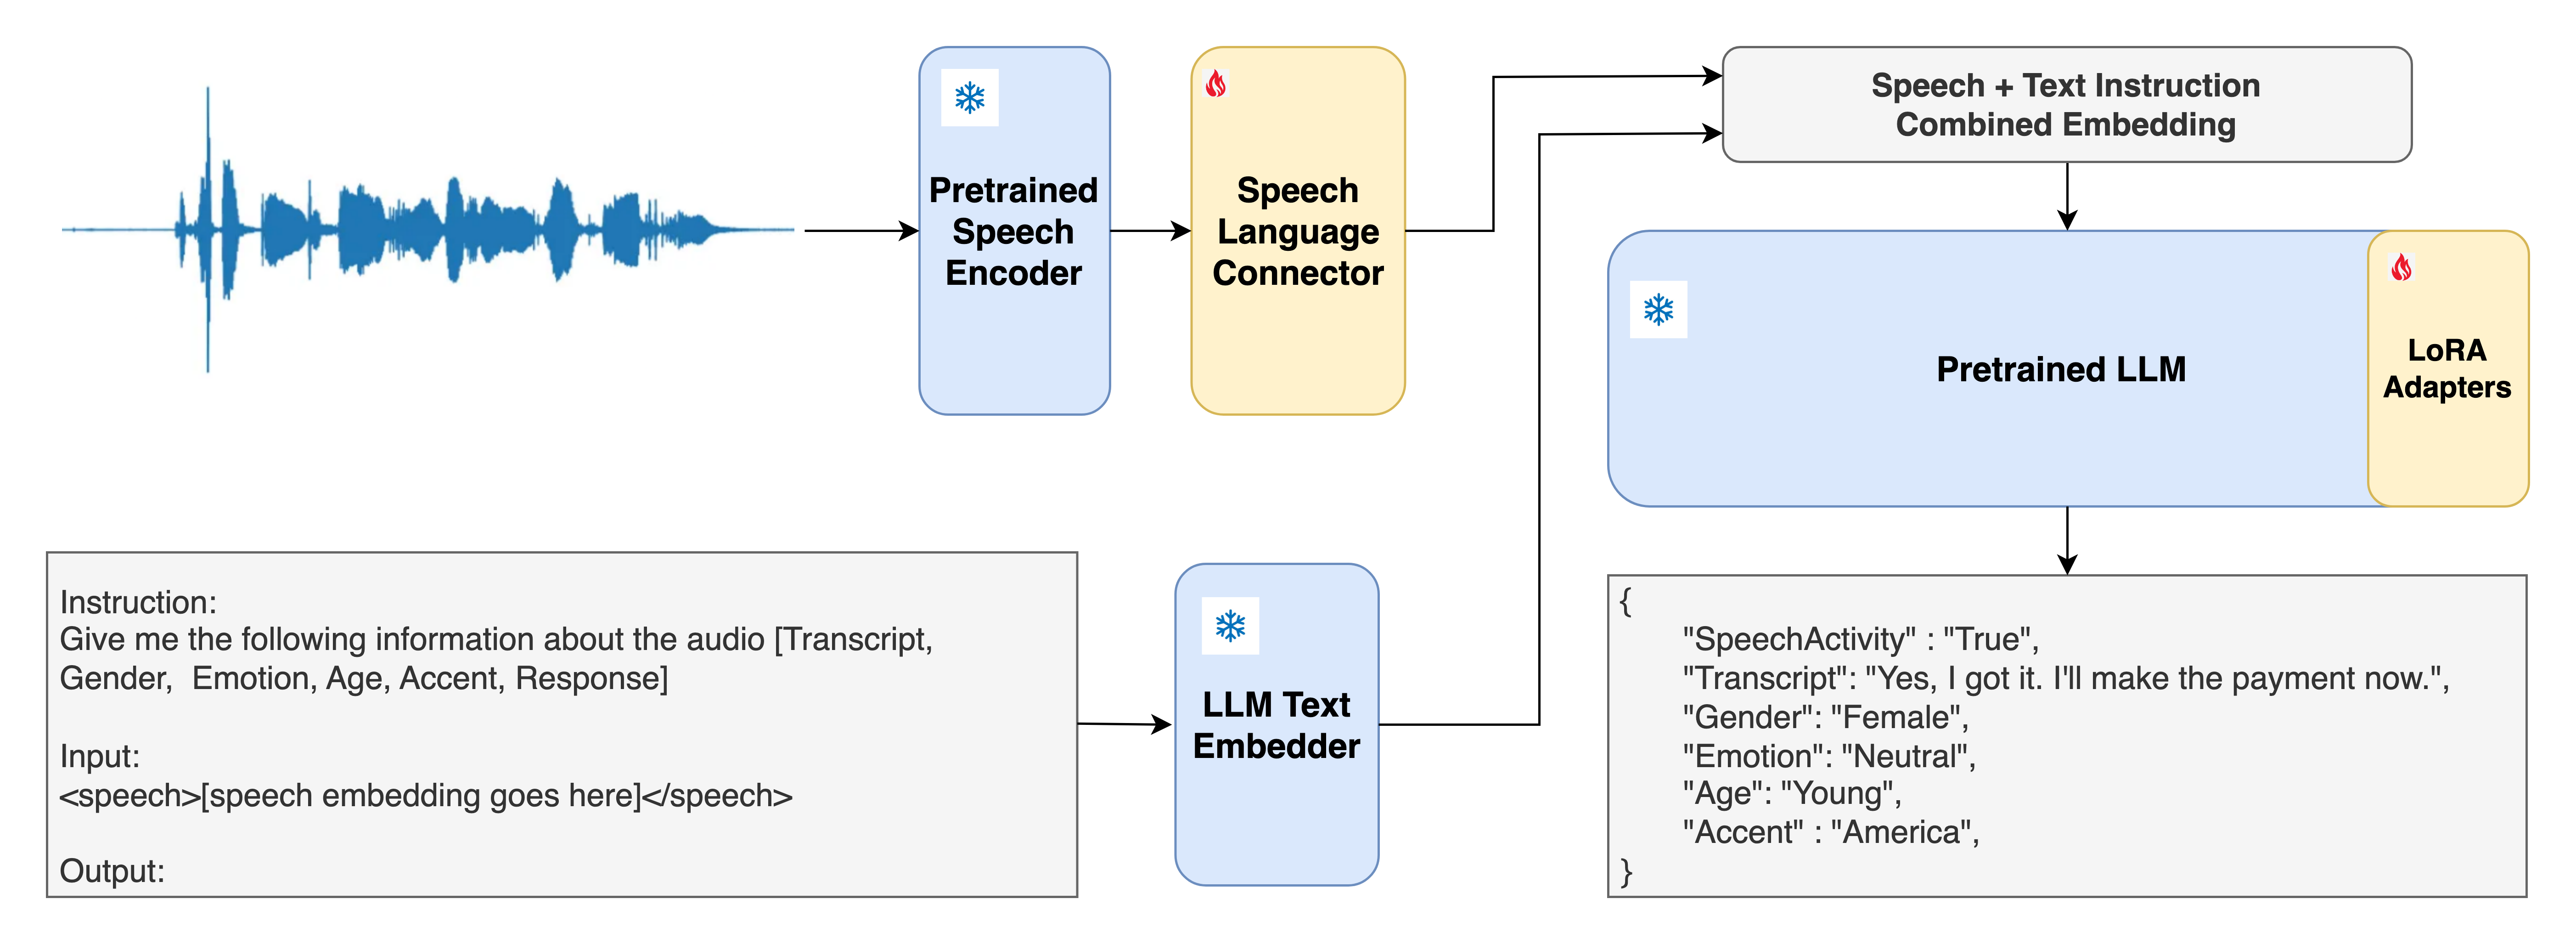 Pretrained
Speech
Encoder
Speech
Language
Connector
Speech + Text Instruction
Combined Embedding
Pretrained LLM
LoRA
Adapters
Instruction:
Give me the following information about the audio [Transcript,
Gender,  Emotion, Age, Accent, Response]
Input:
<speech>[speech embedding goes here]</speech>
Output:
LLM Text
Embedder
{
"SpeechActivity" : "True",
"Transcript": "Yes, I got it. I'll make the payment now.",
"Gender": "Female",
"Emotion": "Neutral",
"Age": "Young",
"Accent" : "America",
}